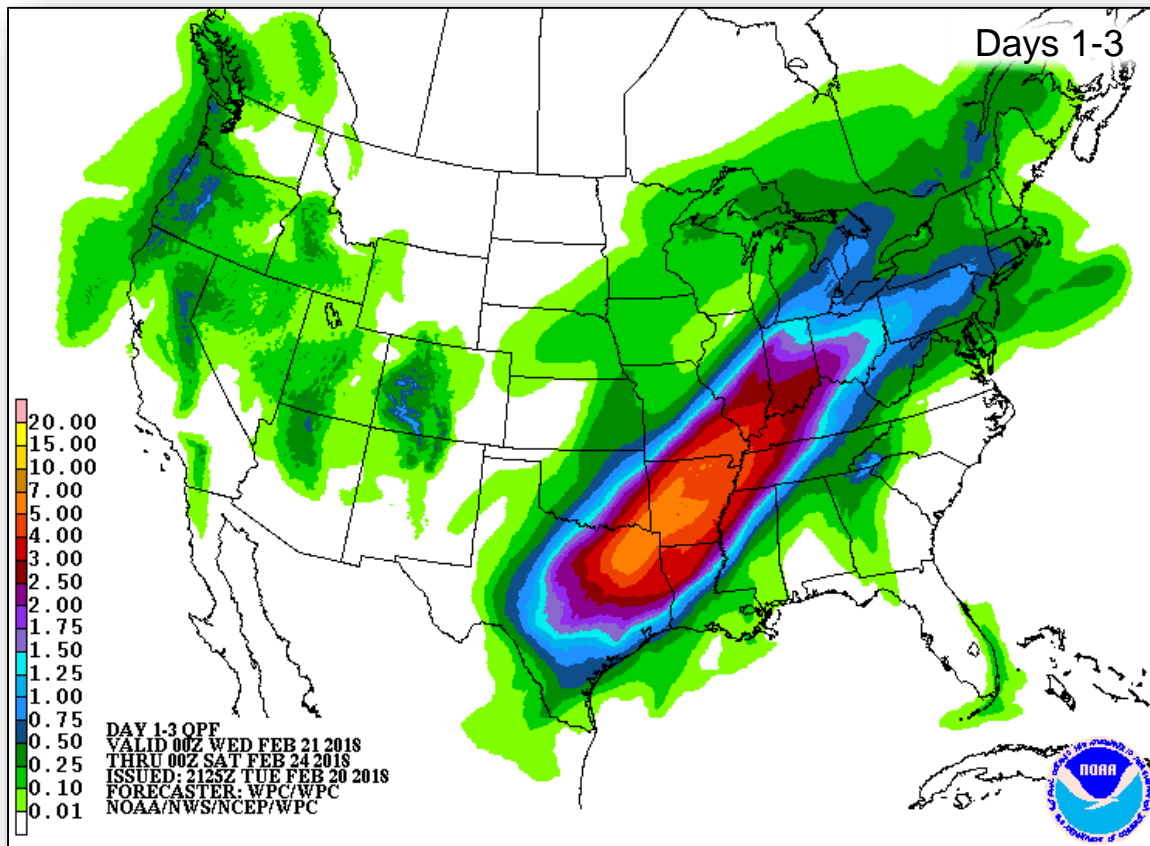 Days 1-3
20.00
15.00
10.00
7.00
5.00
4.00
3.00
2.50
2.00
1.75
1.50
1.25
1.00
0.75
0.50
0.25
0.10
0.01
DAY 1-3 QPF
VALID 00Z WED FEB 21 2018
THRU 00Z SAT FEB 24 2018
ISSUED: 2125Z TUE FEB 20 2018
FORECASTER: WPC/WPC
NOAA/NWS/NCEP/WPC
NOAA